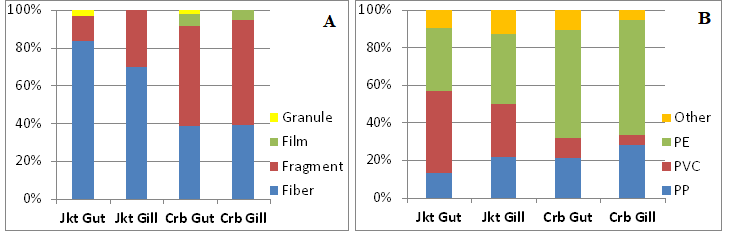 A
100%
80%
60%
40%
20%
0%
Granule
Film
Fragment
Fiber
Jkt Gut Jkt Gill Crb Gut Crb Gill
B
100%
80%
60%
40%
20%
0%
Other
PE
PVC
PP
Jkt Gut Jkt Gill Crb Gut Crb Gill